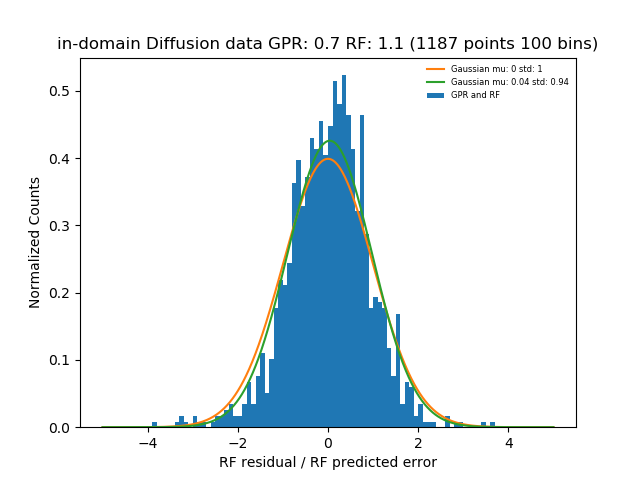 in-domain Diffusion data GPR: 0.7 RF: 1.1 (1187 points 100 bins)
Gaussian mu: 0 std: 1
Gaussian mu: 0.04 std: 0.94
GPR and RF
Normalized Counts
0.5
0.4
0.3
0.2
0.1
0.0
−4 −2 0 2 4
RF residual / RF predicted error